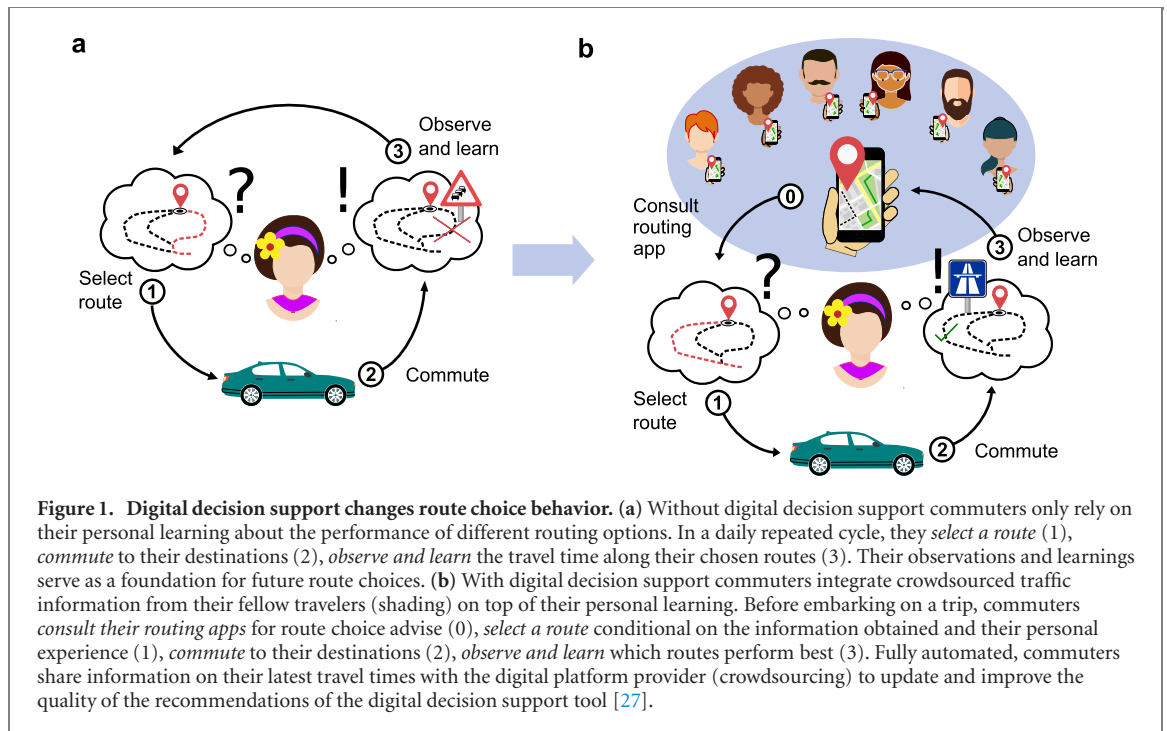 a
b
3
Observe
and learn
?
!
Select
route
1
2
Commute
Consult
routing
app
0
3
Observe
and learn
?
!
Select
route
1
2
Commute
Figure 1. Digital decision support changes route choice behavior. (a) Without digital decision support commuters only rely on
their personal learning about the performance of different routing options. In a daily repeated cycle, they select a route (1),
commute to their destinations (2), observe and learn the travel time along their chosen routes (3). Their observations and learnings
serve as a foundation for future route choices. (b) With digital decision support commuters integrate crowdsourced traffic
information from their fellow travelers (shading) on top of their personal learning. Before embarking on a trip, commuters
consult their routing apps for route choice advise (0), select a route conditional on the information obtained and their personal
experience (1), commute to their destinations (2), observe and learn which routes perform best (3). Fully automated, commuters
share information on their latest travel times with the digital platform provider (crowdsourcing) to update and improve the
quality of the recommendations of the digital decision support tool [27].